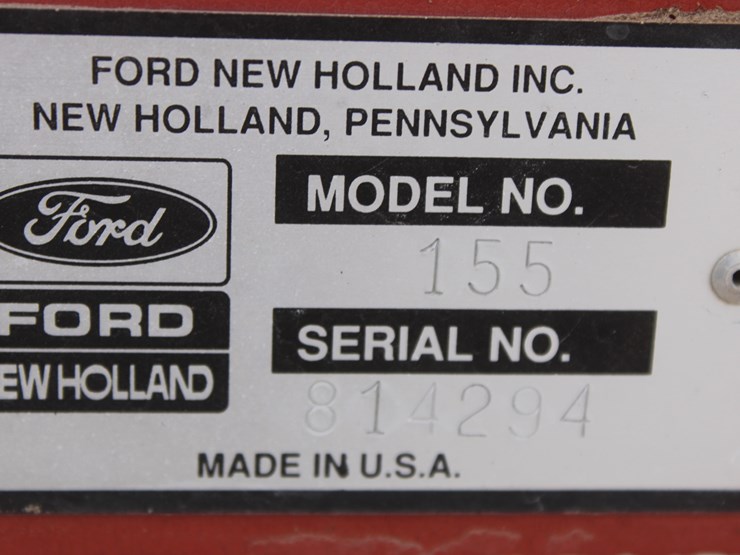 FORD NEW HOLLAND INC.
NEW HOLLAND, PENNSYLVANIA
Ford
FORD
EW HOLLAND
MODEL NO.
155
SERIAL NO.
814294
MADE IN U.S.A.